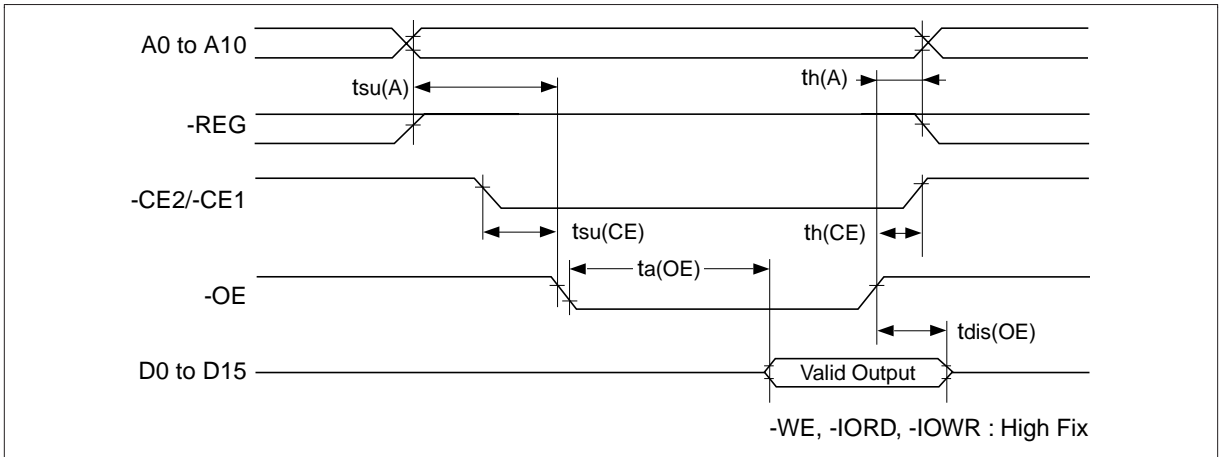 A0 to A10
tsu(A)
th(A)
-REG
-CE2/-CE1
tsu(CE)
th(CE)
ta(OE)
-OE
tdis(OE)
D0 to D15
Valid Output
-WE, -IORD, -IOWR : High Fix